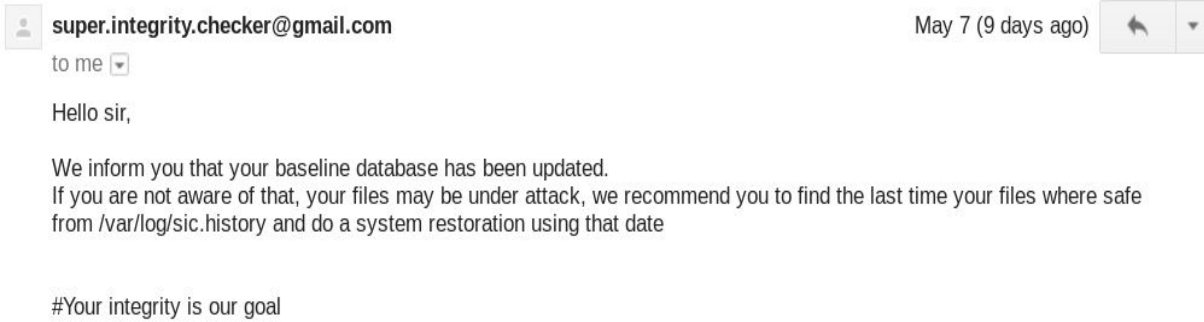 super.integrity.checker@gmail.com May 7 (9 days ago)
to me
Hello sir,
We inform you that your baseline database has been updated.
If you are not aware of that, your files may be under attack, we recommend you to find the last time your files where safe
from /var/log/sic.history and do a system restoration using that date
#Your integrity is our goal